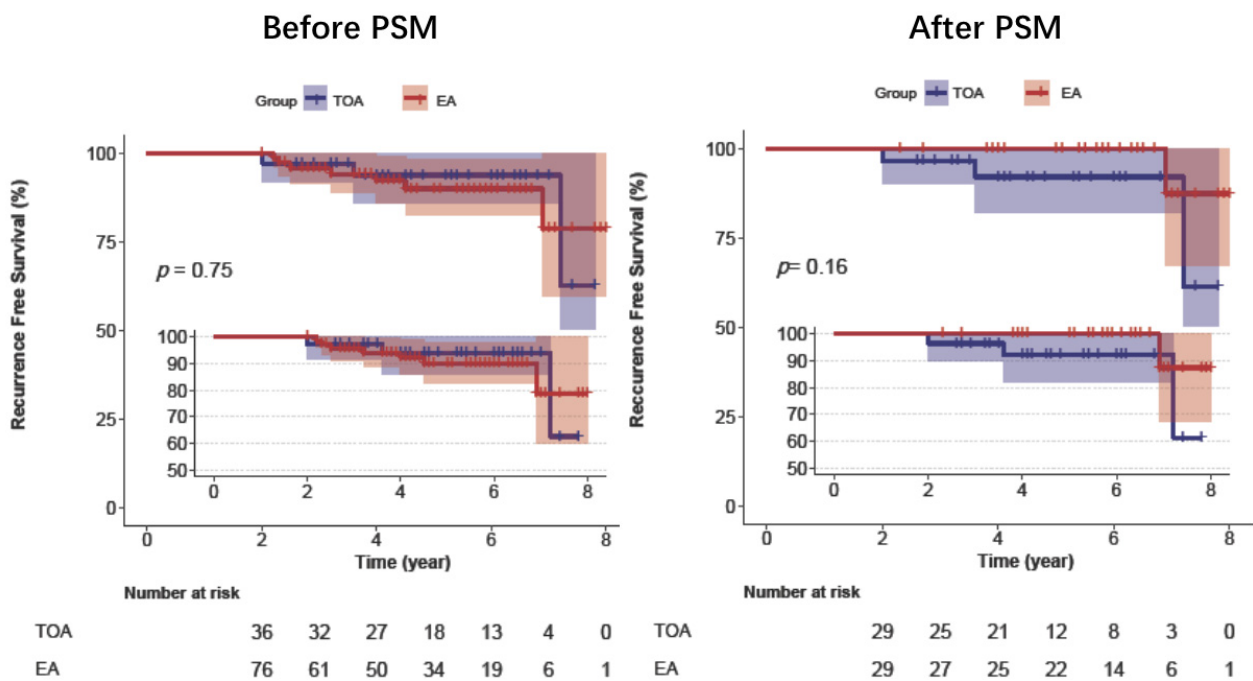 Before PSM
Group TOA EA
Recurrence Free Survival (%)
100
75
50
25
0
p = 0.75
100
90
80
70
60
50
0 2 4 6 8
0 2 4 6 8
Time (year)
Number at risk
TOA 36 32 27 18 13 4 0
EA 76 61 50 34 19 6 1
After PSM
Group TOA EA
Reccurence Free Survival (%)
100
75
50
25
0
p= 0.16
100
90
80
70
60
50
0 2 4 6 8
0 2 4 6 8
Time (year)
Number at risk
TOA 29 25 21 12 8 3 0
EA 29 27 25 22 14 6 1